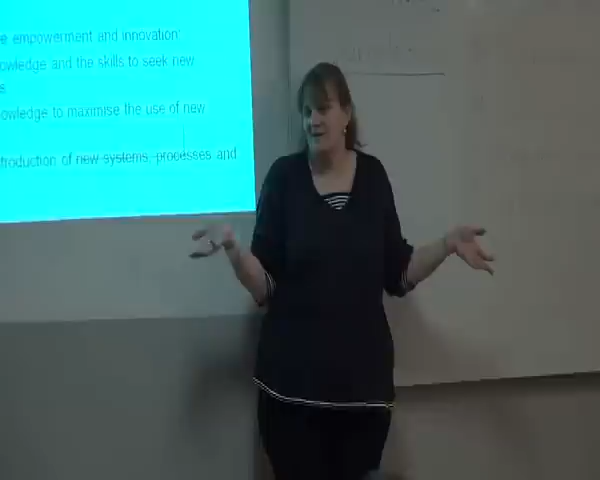 e empowerment and innovation'
owledge and the skills to seek new
s
owledge to maximise the use of new
troduction of new systems, processes and